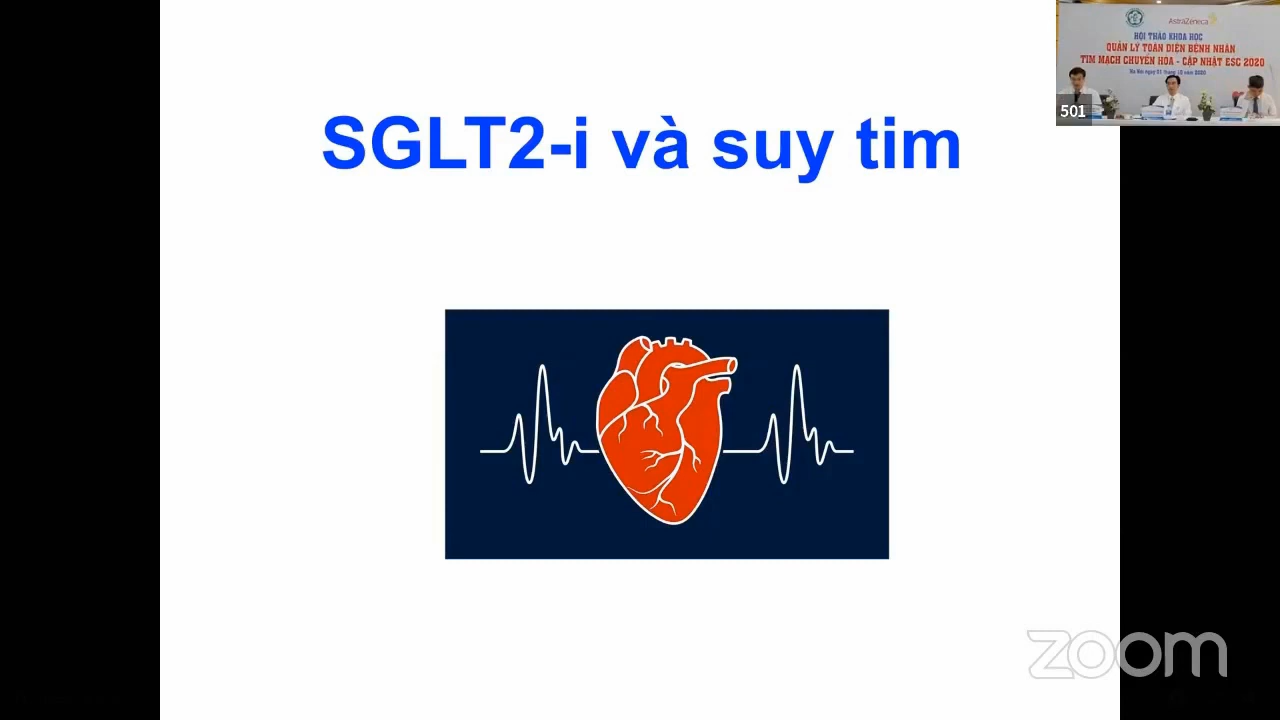 SGLT2-i và suy tim
AstraZeneca
HỘI THẢO KHOA HỌC
QUẢN LÝ TOÀN DIỆN BỆNH NHÂN
TIM MẠCH CHUYỂN HÓA - CẬP NHẬT ESC 2020
501
zoom